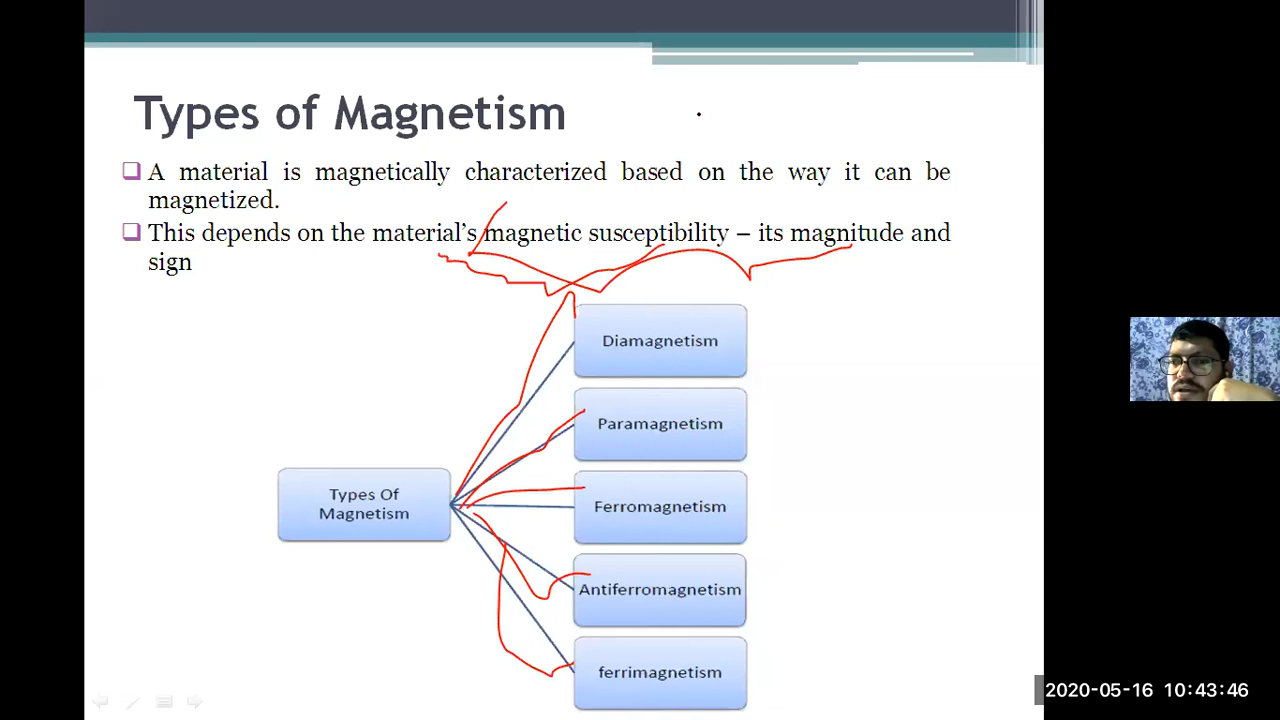 Types of Magnetism
A material is magnetically characterized based on the way it can be
magnetized.
This depends on the material's magnetic susceptibility – its magnitude and
sign
Diamagnetism
Paramagnetism
Types Of
Magnetism
Ferromagnetism
Antiferromagnetism
ferrimagnetism
2020-05-16 10:43:46